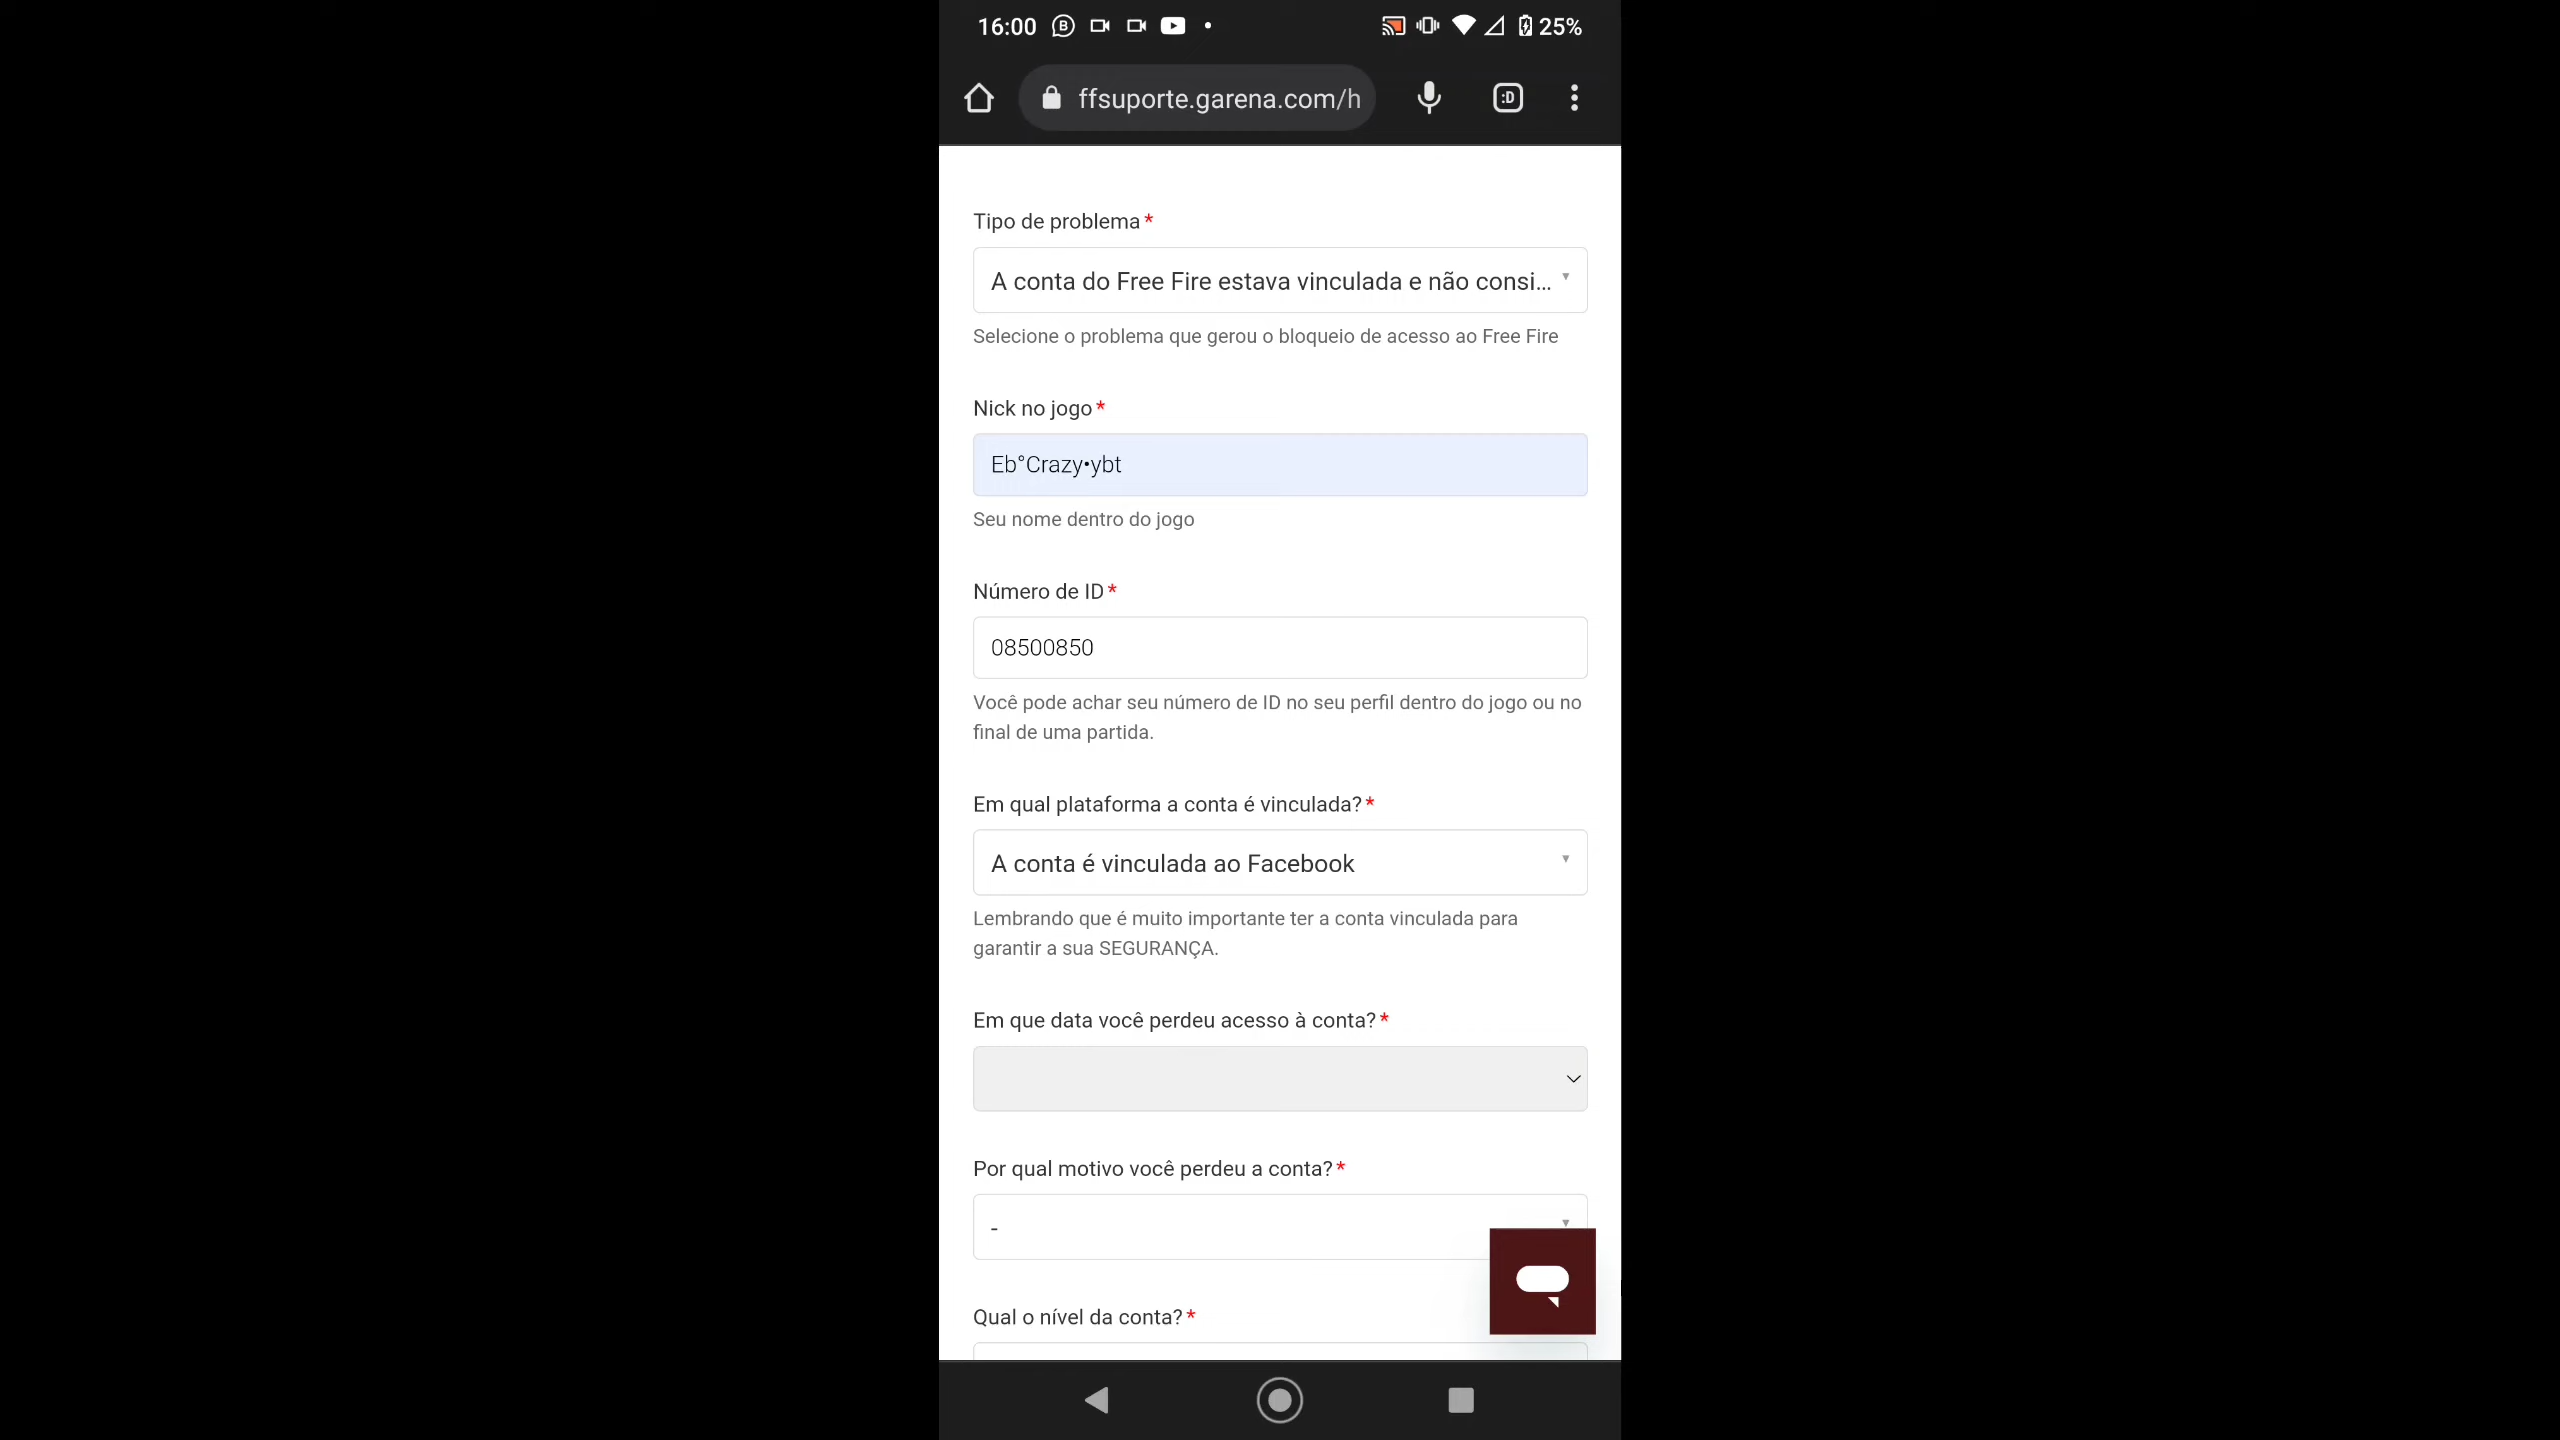 16:00
25%
ffsuporte.garena.com/h
:D
Tipo de problema*
A conta do Free Fire estava vinculada e não consi...
Selecione o problema que gerou o bloqueio de acesso ao Free Fire
Nick no jogo*
Eb°Crazy•ybt
Seu nome dentro do jogo
Número de ID*
08500850
Você pode achar seu número de ID no seu perfil dentro do jogo ou no
final de uma partida.
Em qual plataforma a conta é vinculada?*
A conta é vinculada ao Facebook
Lembrando que é muito importante ter a conta vinculada para
garantir a sua SEGURANÇA.
Em que data você perdeu acesso à conta?*
Por qual motivo você perdeu a conta?*
-
Qual o nível da conta?*